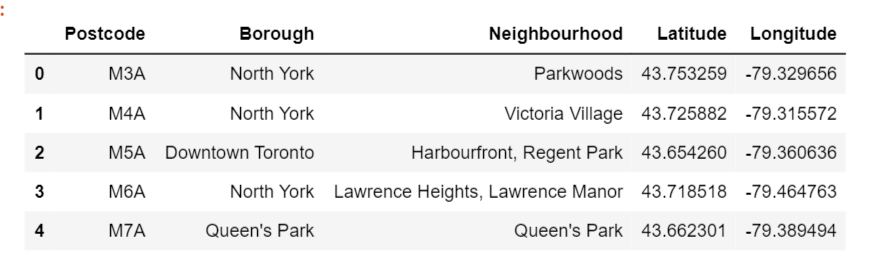 :
Postcode Borough Neighbourhood Latitude Longitude
0 M3A North York Parkwoods 43.753259 -79.329656
1 M4A North York Victoria Village 43.725882 -79.315572
2 M5A Downtown Toronto Harbourfront, Regent Park 43.654260 -79.360636
3 M6A North York Lawrence Heights, Lawrence Manor 43.718518 -79.464763
4 M7A Queen's Park Queen's Park 43.662301 -79.389494